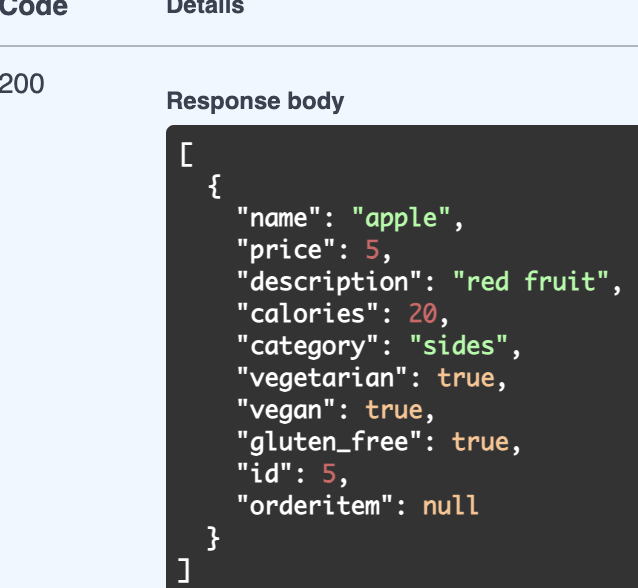 Code Details
200
Response body
[
  {
    "name": "apple",
    "price": 5,
    "description": "red fruit",
    "calories": 20,
    "category": "sides",
    "vegetarian": true,
    "vegan": true,
    "gluten_free": true,
    "id": 5,
    "orderitem": null
  }
]